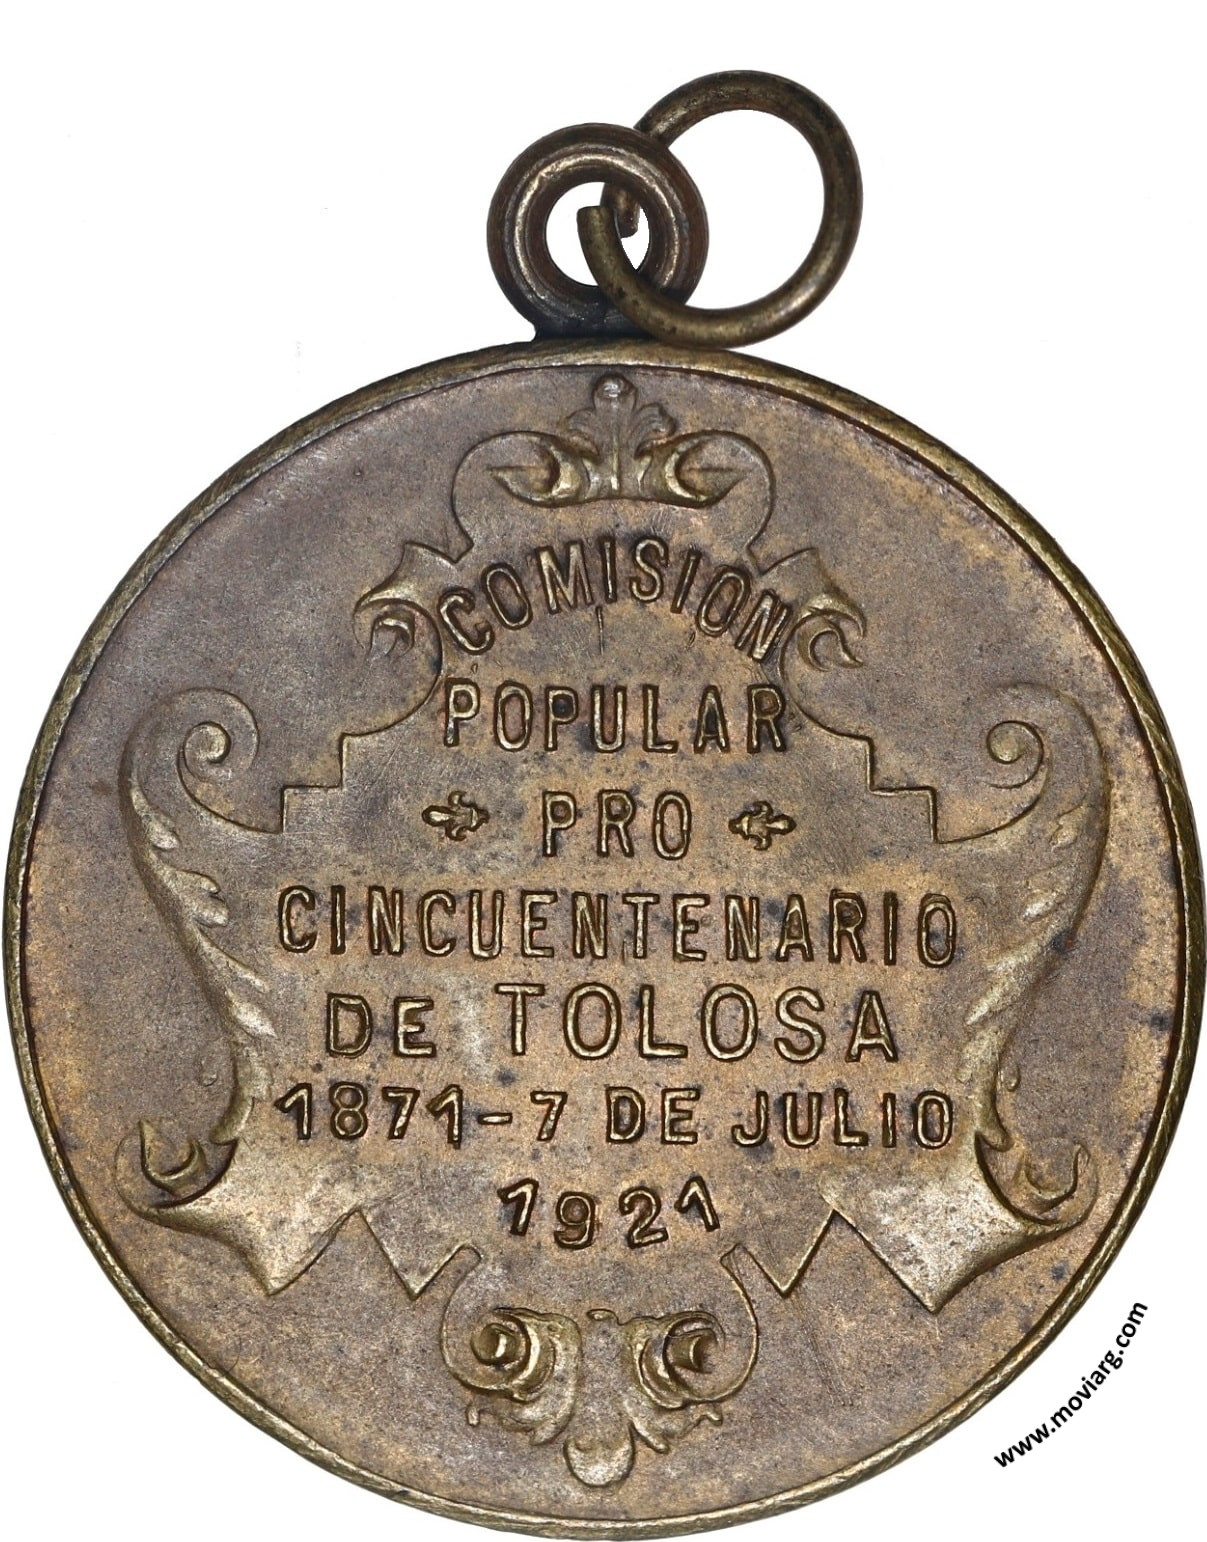 COMISION
POPULAR
PRO
CINCUENTENARIO
DE TOLOSA
1871-7 DE JULIO
1921
www.moviarg.com